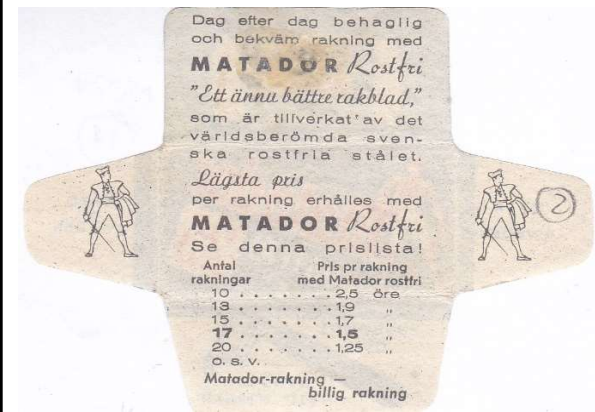 Dag efter dag behaglig
och bekväm rakning med
MATADOR Rostfri
"Ett ännu bättre rakblad,"
som är tillverkat av det
världsberömda sven-
ska rostfria stålet.
Lägsta pris
per rakning erhålles med
MATADOR Rostfri
Se denna prislista!
Antal Pris pr rakning
rakningar med Matador rostfri
10 . . . . . . . 2,5 öre
13 . . . . . . . 1,9 „
15 . . . . . . . 1,7 „
17 . . . . . . . 1,5 „
20 . . . . . . . 1,25 „
o. s. v.
Matador-rakning —
billig rakning
2